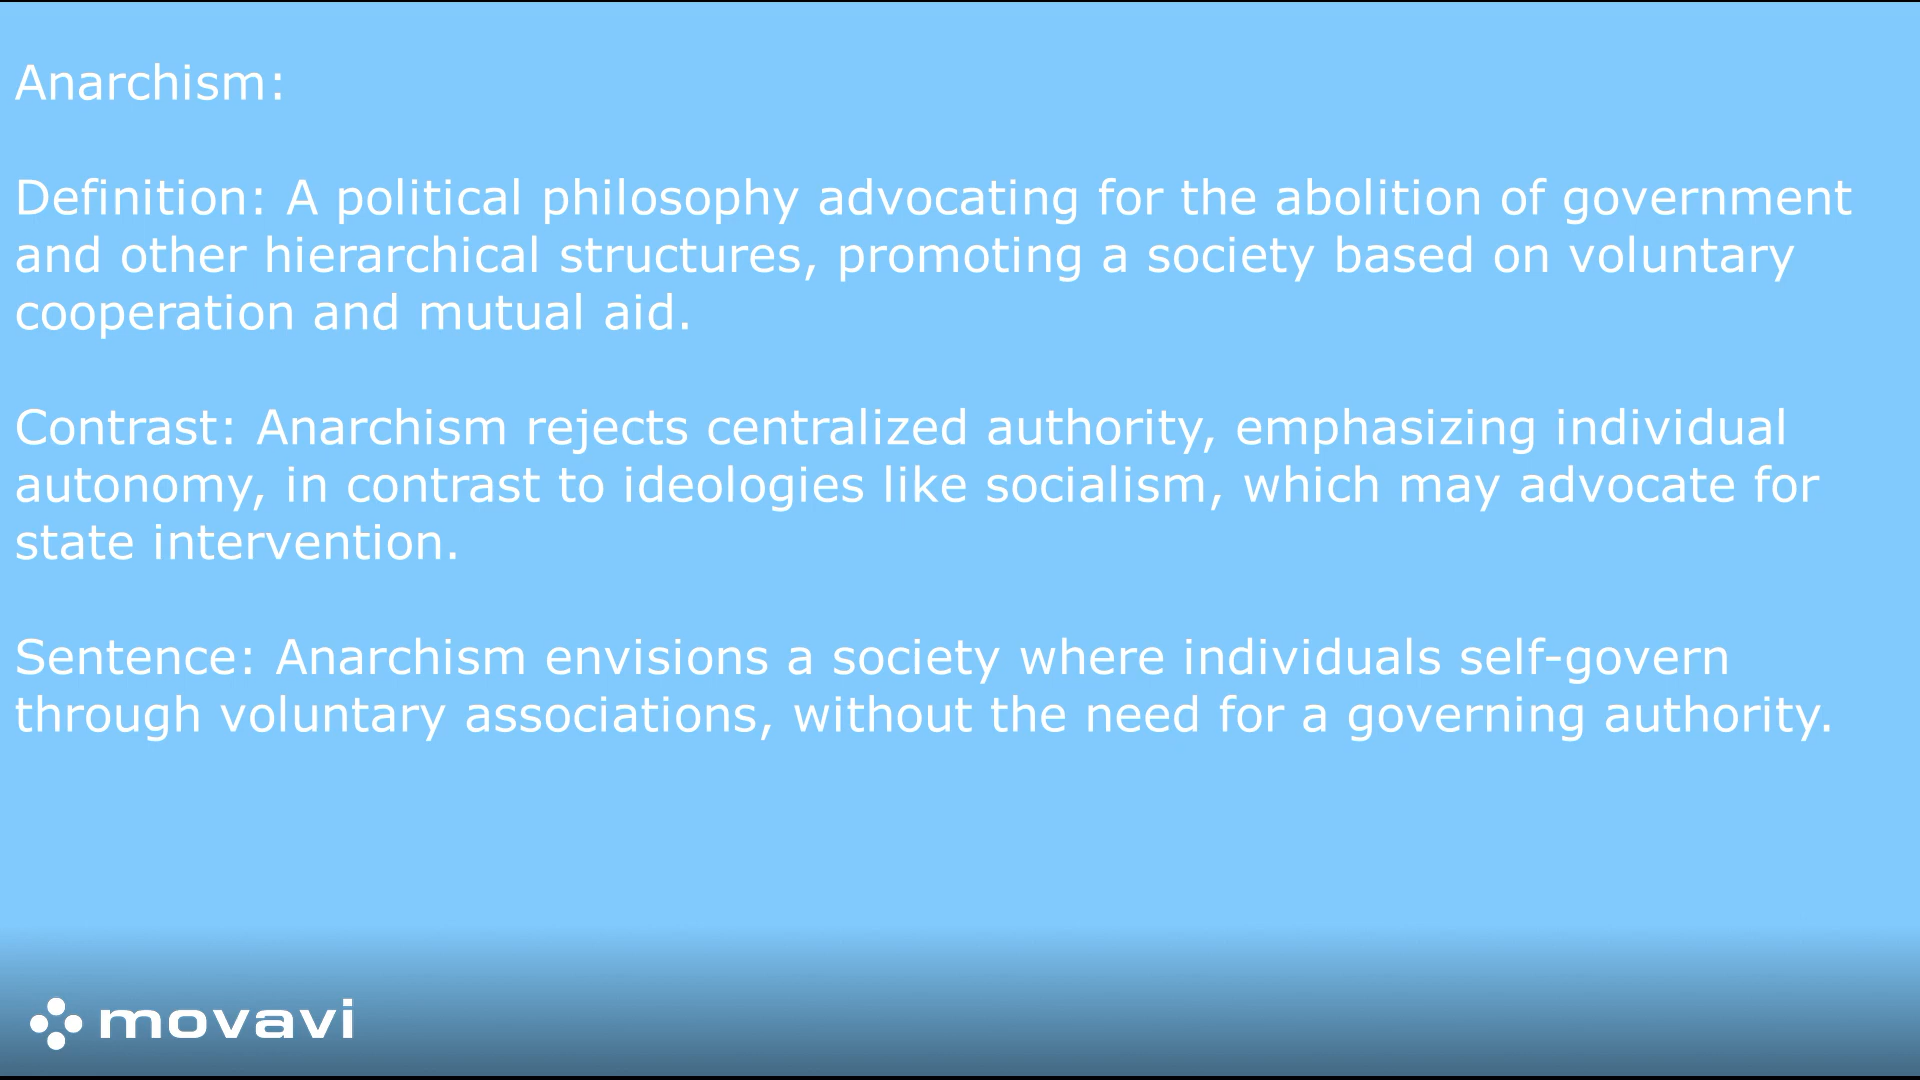 Anarchism:
Definition: A political philosophy advocating for the abolition of government
and other hierarchical structures, promoting a society based on voluntary
cooperation and mutual aid.
Contrast: Anarchism rejects centralized authority, emphasizing individual
autonomy, in contrast to ideologies like socialism, which may advocate for
state intervention.
Sentence: Anarchism envisions a society where individuals self-govern
through voluntary associations, without the need for a governing authority.
movavi